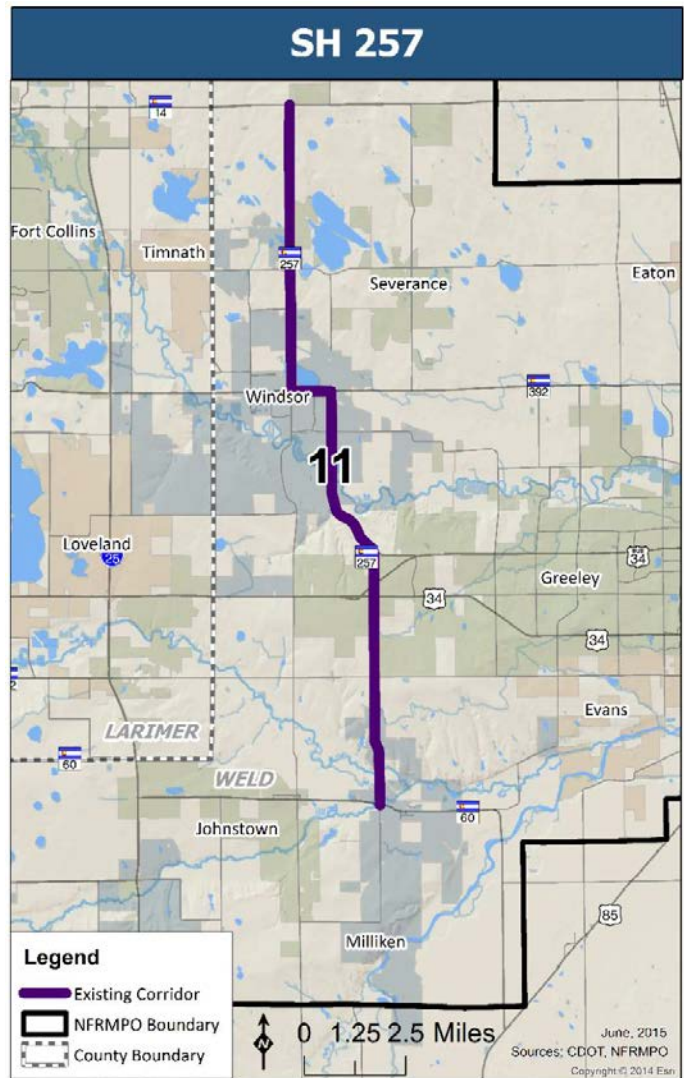 SH 257
14
Fort Collins
Timnath
257
Severance
Eaton
Windsor
392
11
Loveland
25
257
34
Greeley
34
34
Evans
LARIMER
60
WELD
Johnstown
60
85
Milliken
Legend
Existing Corridor
NFRMPO Boundary
County Boundary
0 1.25 2.5 Miles
June, 2015
Sources: CDOT, NFRMPO
Copyright:© 2014 Esri